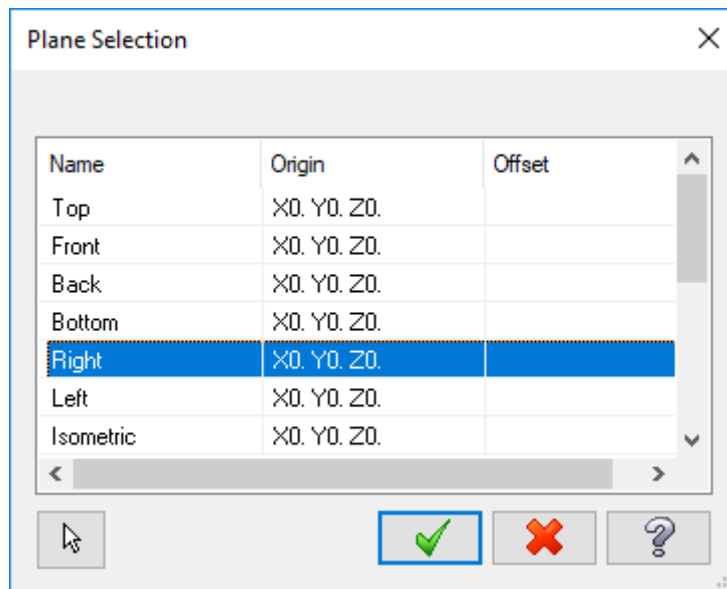 Plane Selection
Name Origin Offset
Top X0. Y0. Z0.
Front X0. Y0. Z0.
Back X0. Y0. Z0.
Bottom X0. Y0. Z0.
Right X0. Y0. Z0.
Left X0. Y0. Z0.
Isometric X0. Y0. Z0.